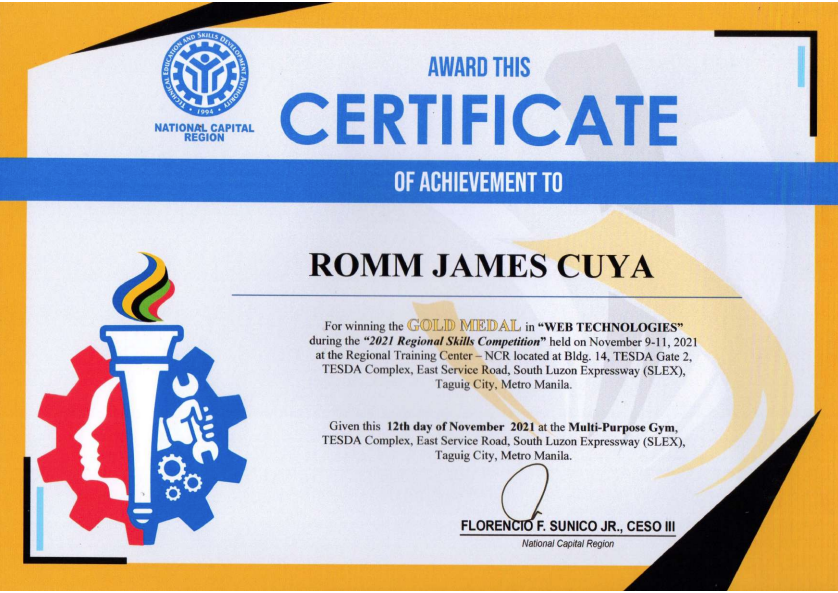 TECHNICAL EDUCATION AND SKILLS DEVELOPMENT AUTHORITY
• 1994 •
NATIONAL CAPITAL
REGION
AWARD THIS
CERTIFICATE
OF ACHIEVEMENT TO
ROMM JAMES CUYA
For winning the GOLD MEDAL in “WEB TECHNOLOGIES”
during the “2021 Regional Skills Competition” held on November 9-11, 2021
at the Regional Training Center – NCR located at Bldg. 14, TESDA Gate 2,
TESDA Complex, East Service Road, South Luzon Expressway (SLEX),
Taguig City, Metro Manila.
Given this 12th day of November 2021 at the Multi-Purpose Gym,
TESDA Complex, East Service Road, South Luzon Expressway (SLEX),
Taguig City, Metro Manila.
FLORENCIO F. SUNICO JR., CESO III
National Capital Region